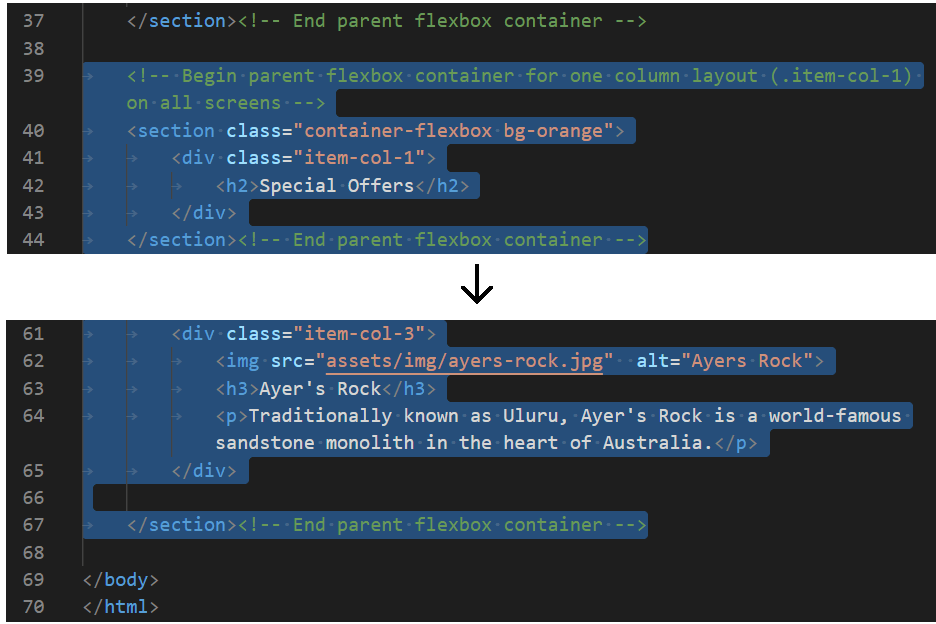 37 </section><!-- End parent flexbox container -->
38
39 <!-- Begin parent flexbox container for one column layout (.item-col-1)
on all screens -->
40 <section class="container-flexbox bg-orange">
41 <div class="item-col-1">
42 <h2>Special Offers</h2>
43 </div>
44 </section><!-- End parent flexbox container -->
61 <div class="item-col-3">
62 <img src="assets/img/ayers-rock.jpg"  alt="Ayers Rock">
63 <h3>Ayer's Rock</h3>
64 <p>Traditionally known as Uluru, Ayer's Rock is a world-famous
sandstone monolith in the heart of Australia.</p>
65 </div>
66
67 </section><!-- End parent flexbox container -->
68
69 </body>
70 </html>